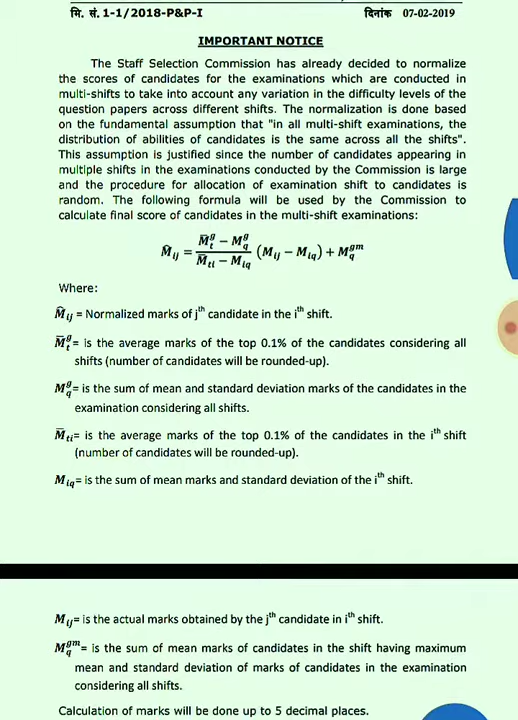 मि. सं. 1-1/2018-P&P-I दिनांक 07-02-2019
IMPORTANT NOTICE
The Staff Selection Commission has already decided to normalize
the scores of candidates for the examinations which are conducted in
multi-shifts to take into account any variation in the difficulty levels of the
question papers across different shifts. The normalization is done based
on the fundamental assumption that "in all multi-shift examinations, the
distribution of abilities of candidates is the same across all the shifts".
This assumption is justified since the number of candidates appearing in
multiple shifts in the examinations conducted by the Commission is large
and the procedure for allocation of examination shift to candidates is
random. The following formula will be used by the Commission to
calculate final score of candidates in the multi-shift examinations:
M̂ij = (M̄t^g − Mq^g) / (M̄ti − Miq) (Mij − Miq) + Mq^gm
Where:
M̂ij = Normalized marks of jth candidate in the ith shift.
M̄t^g= is the average marks of the top 0.1% of the candidates considering all
shifts (number of candidates will be rounded-up).
Mq^g= is the sum of mean and standard deviation marks of the candidates in the
examination considering all shifts.
M̄ti= is the average marks of the top 0.1% of the candidates in the ith shift
(number of candidates will be rounded-up).
Miq= is the sum of mean marks and standard deviation of the ith shift.
Mij= is the actual marks obtained by the jth candidate in ith shift.
Mq^gm= is the sum of mean marks of candidates in the shift having maximum
mean and standard deviation of marks of candidates in the examination
considering all shifts.
Calculation of marks will be done up to 5 decimal places.